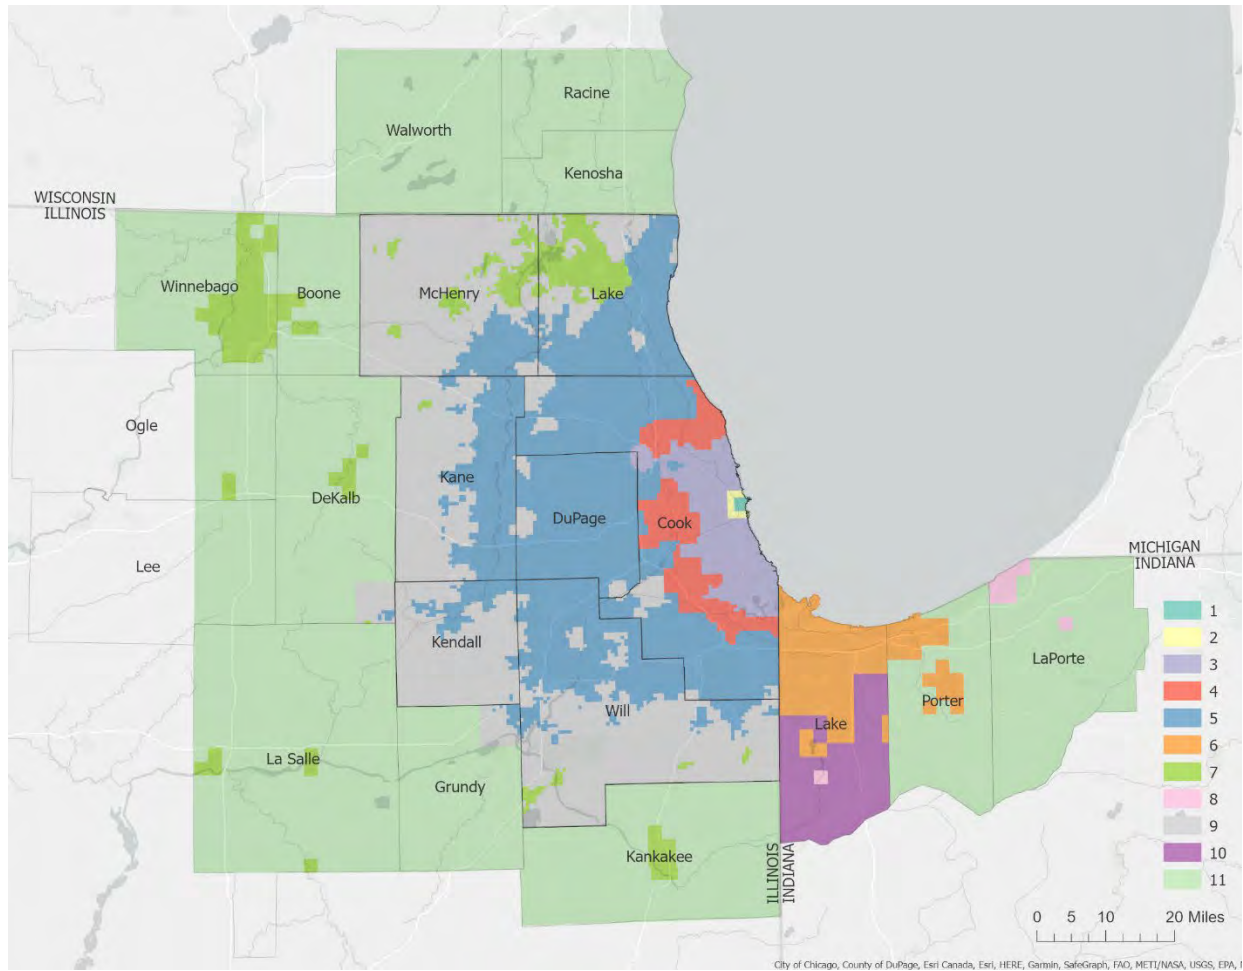 Racine
Walworth
Kenosha
WISCONSIN
ILLINOIS
Winnebago
Boone
McHenry
Lake
Ogle
DeKalb
Kane
DuPage
Cook
Lee
MICHIGAN
INDIANA
Kendall
LaPorte
Porter
Will
Lake
La Salle
Grundy
Kankakee
ILLINOIS
INDIANA
1
2
3
4
5
6
7
8
9
10
11
0 5 10 20 Miles
City of Chicago, County of DuPage, Esri Canada, Esri, HERE, Garmin, SafeGraph, FAO, METI/NASA, USGS, EPA,